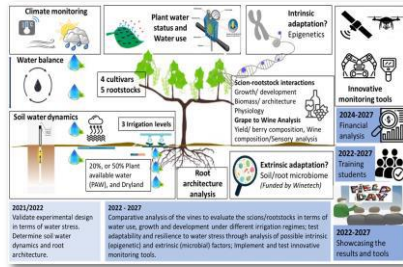 Climate monitoring
Plant water
status and
Water use
Intrinsic
adaptation?
Epigenetics
Water balance
4 cultivars
5 rootstocks
Scion-rootstock interactions
Growth/ development
Biomass/ architecture
Physiology
Grape to Wine Analysis
Yield/ berry composition, Wine
composition/Sensory analysis
Innovative
monitoring tools
Soil water dynamics
3 Irrigation levels
20%, or 50% Plant
available water
(PAW), and Dryland
Root
architecture
analysis
Extrinsic adaptation?
Soil/root microbiome
(Funded by Winetech)
2024-2027
Financial
analysis
2022-2027
Training
students
FIELD
DAY
2022-2027
Showcasing
the results and
tools
2021/2022
Validate experimental design
in terms of water stress.
Determine soil water
dynamics and root
architecture.
2022 - 2027
Comparative analysis of the vines to evaluate the scions/rootstocks in terms of
water use, growth and development under different irrigation regimes; test
adaptability and resilience to water stress through analysis of possible intrinsic
(epigenetic) and extrinsic (microbial) factors; Implement and test innovative
monitoring tools.